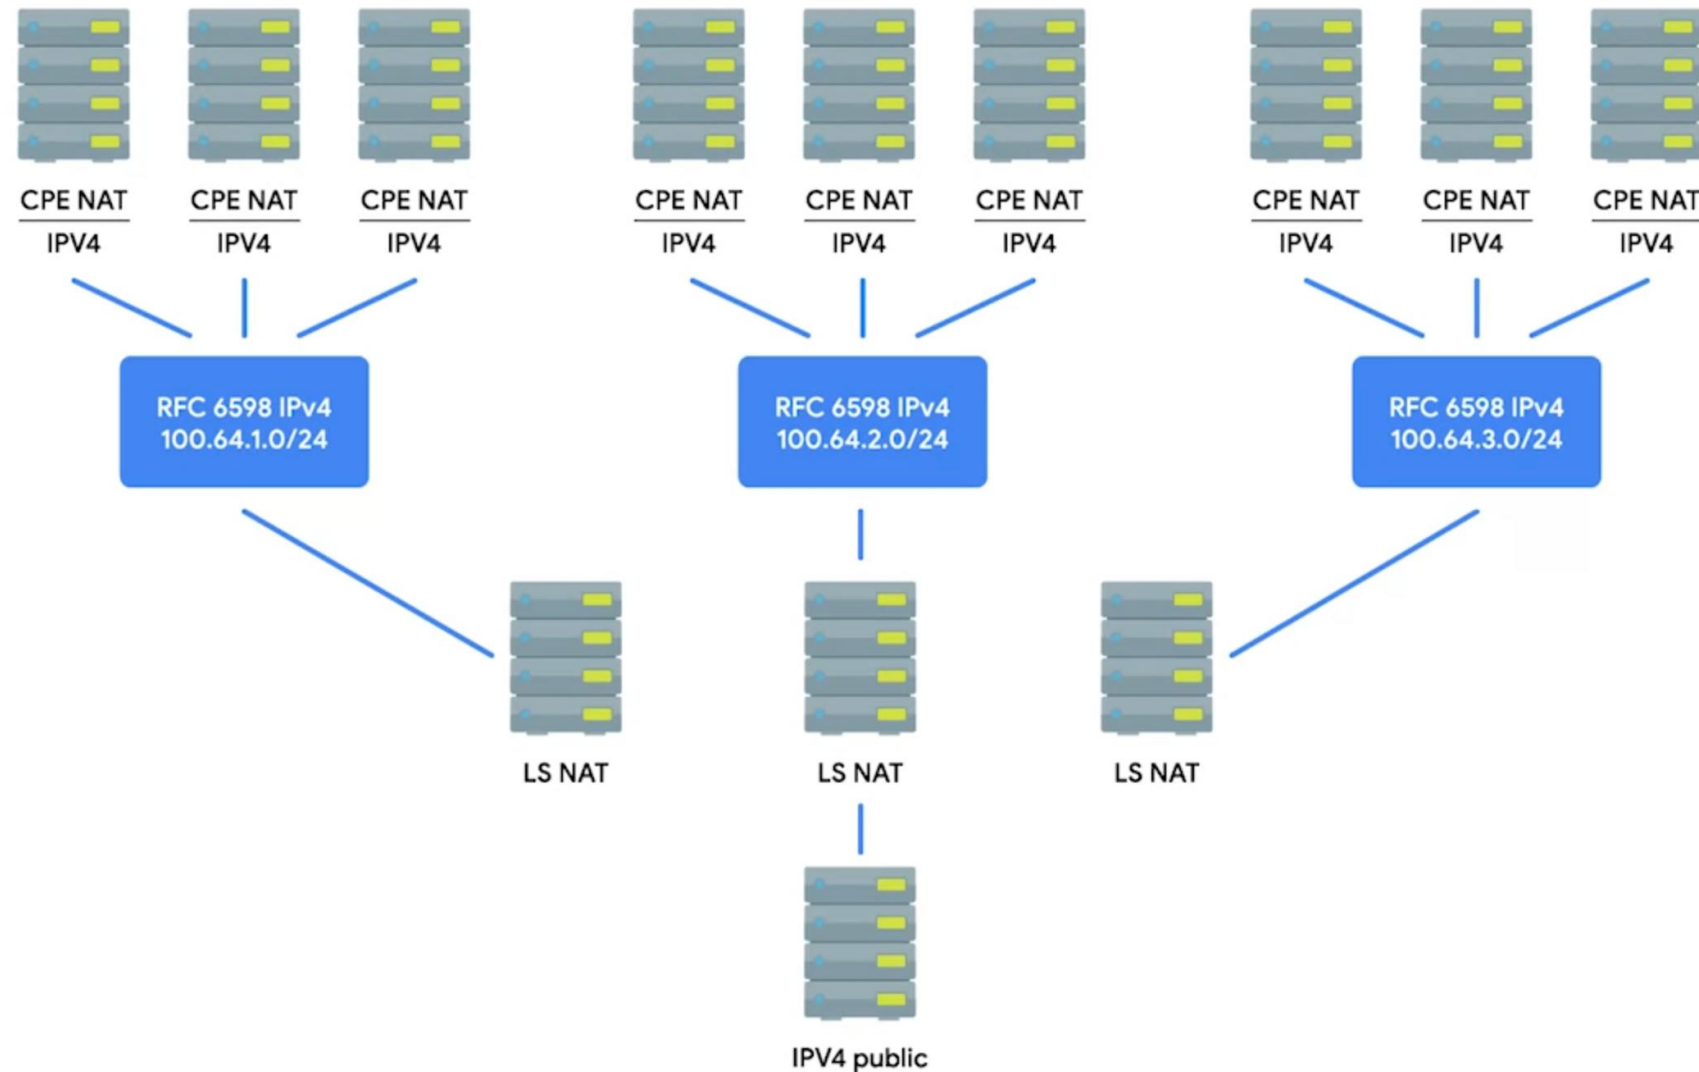 CPE NAT
IPV4
CPE NAT
IPV4
CPE NAT
IPV4
CPE NAT
IPV4
CPE NAT
IPV4
CPE NAT
IPV4
CPE NAT
IPV4
CPE NAT
IPV4
CPE NAT
IPV4
RFC 6598 IPv4
100.64.1.0/24
RFC 6598 IPv4
100.64.2.0/24
RFC 6598 IPv4
100.64.3.0/24
LS NAT
LS NAT
LS NAT
IPV4 public